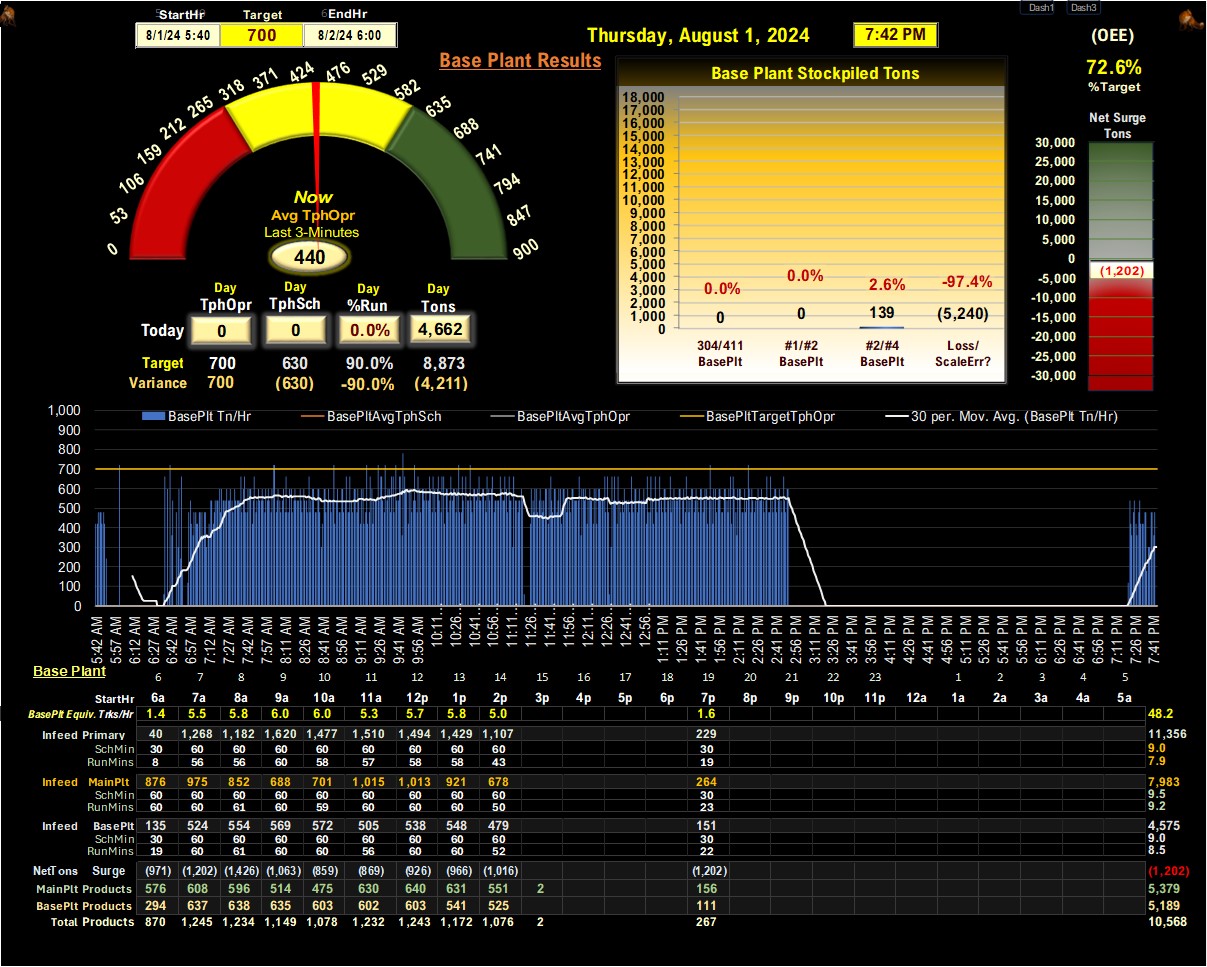 Dash1 Dash3
StartHr Target EndHr
8/1/24 5:40 700 8/2/24 6:00
Thursday, August 1, 2024 7:42 PM
(OEE)
72.6%
%Target
Base Plant Results
Base Plant Stockpiled Tons
18,000
17,000
16,000
15,000
14,000
13,000
12,000
11,000
10,000
9,000
8,000
7,000
6,000
5,000
4,000
3,000
2,000
1,000
0
0.0% 0.0% 2.6% -97.4%
0 0 139 (5,240)
304/411 #1/#2 #2/#4 Loss/
BasePlt BasePlt BasePlt ScaleErr?
Net Surge
Tons
30,000
25,000
20,000
15,000
10,000
5,000
0
-5,000
-10,000
-15,000
-20,000
-25,000
-30,000
(1,202)
0 53 106 159 212 265 318 371 424 476 529 582 635 688 741 794 847 900
Now
Avg TphOpr
Last 3-Minutes
440
Day Day Day Day
TphOpr TphSch %Run Tons
Today 0 0 0.0% 4,662
Target 700 630 90.0% 8,873
Variance 700 (630) -90.0% (4,211)
BasePlt Tn/Hr BasePltAvgTphSch BasePltAvgTphOpr BasePltTargetTphOpr 30 per. Mov. Avg. (BasePlt Tn/Hr)
1,000
900
800
700
600
500
400
300
200
100
0
5:42 AM 5:57 AM 6:12 AM 6:27 AM 6:42 AM 6:57 AM 7:12 AM 7:27 AM 7:42 AM 7:57 AM 8:11 AM 8:26 AM 8:41 AM 8:56 AM 9:11 AM 9:26 AM 9:41 AM 9:56 AM 10:11... 10:26... 10:41... 10:56... 11:11... 11:26... 11:41... 11:56... 12:11... 12:26... 12:41... 12:56... 1:11 PM 1:26 PM 1:41 PM 1:56 PM 2:11 PM 2:26 PM 2:41 PM 2:56 PM 3:11 PM 3:26 PM 3:41 PM 3:56 PM 4:11 PM 4:26 PM 4:41 PM 4:56 PM 5:11 PM 5:26 PM 5:41 PM 5:56 PM 6:11 PM 6:26 PM 6:41 PM 6:56 PM 7:11 PM 7:26 PM 7:41 PM
Base Plant
6 7 8 9 10 11 12 13 14 15 16 17 18 19 20 21 22 23 1 2 3 4 5
StartHr 6a 7a 8a 9a 10a 11a 12p 1p 2p 3p 4p 5p 6p 7p 8p 9p 10p 11p 12a 1a 2a 3a 4a 5a
BasePlt Equiv. Trks/Hr 1.4 5.5 5.8 6.0 6.0 5.3 5.7 5.8 5.0 1.6 48.2
Infeed Primary 40 1,268 1,182 1,620 1,477 1,510 1,494 1,429 1,107 229 11,356
SchMin 30 60 60 60 60 60 60 60 60 30 9.0
RunMins 8 56 56 60 58 57 58 58 43 19 7.9
Infeed MainPlt 876 975 852 688 701 1,015 1,013 921 678 264 7,983
SchMin 60 60 60 60 60 60 60 60 60 30 9.5
RunMins 60 60 61 60 59 60 60 60 50 23 9.2
Infeed BasePlt 135 524 554 569 572 505 538 548 479 151 4,575
SchMin 30 60 60 60 60 60 60 60 60 30 9.0
RunMins 19 60 61 60 60 56 60 60 52 22 8.5
NetTons Surge (971) (1,202) (1,426) (1,063) (859) (869) (926) (966) (1,016) (1,202) (1,202)
MainPlt Products 576 608 596 514 475 630 640 631 551 2 156 5,379
BasePlt Products 294 637 638 635 603 602 603 541 525 111 5,189
Total Products 870 1,245 1,234 1,149 1,078 1,232 1,243 1,172 1,076 2 267 10,568